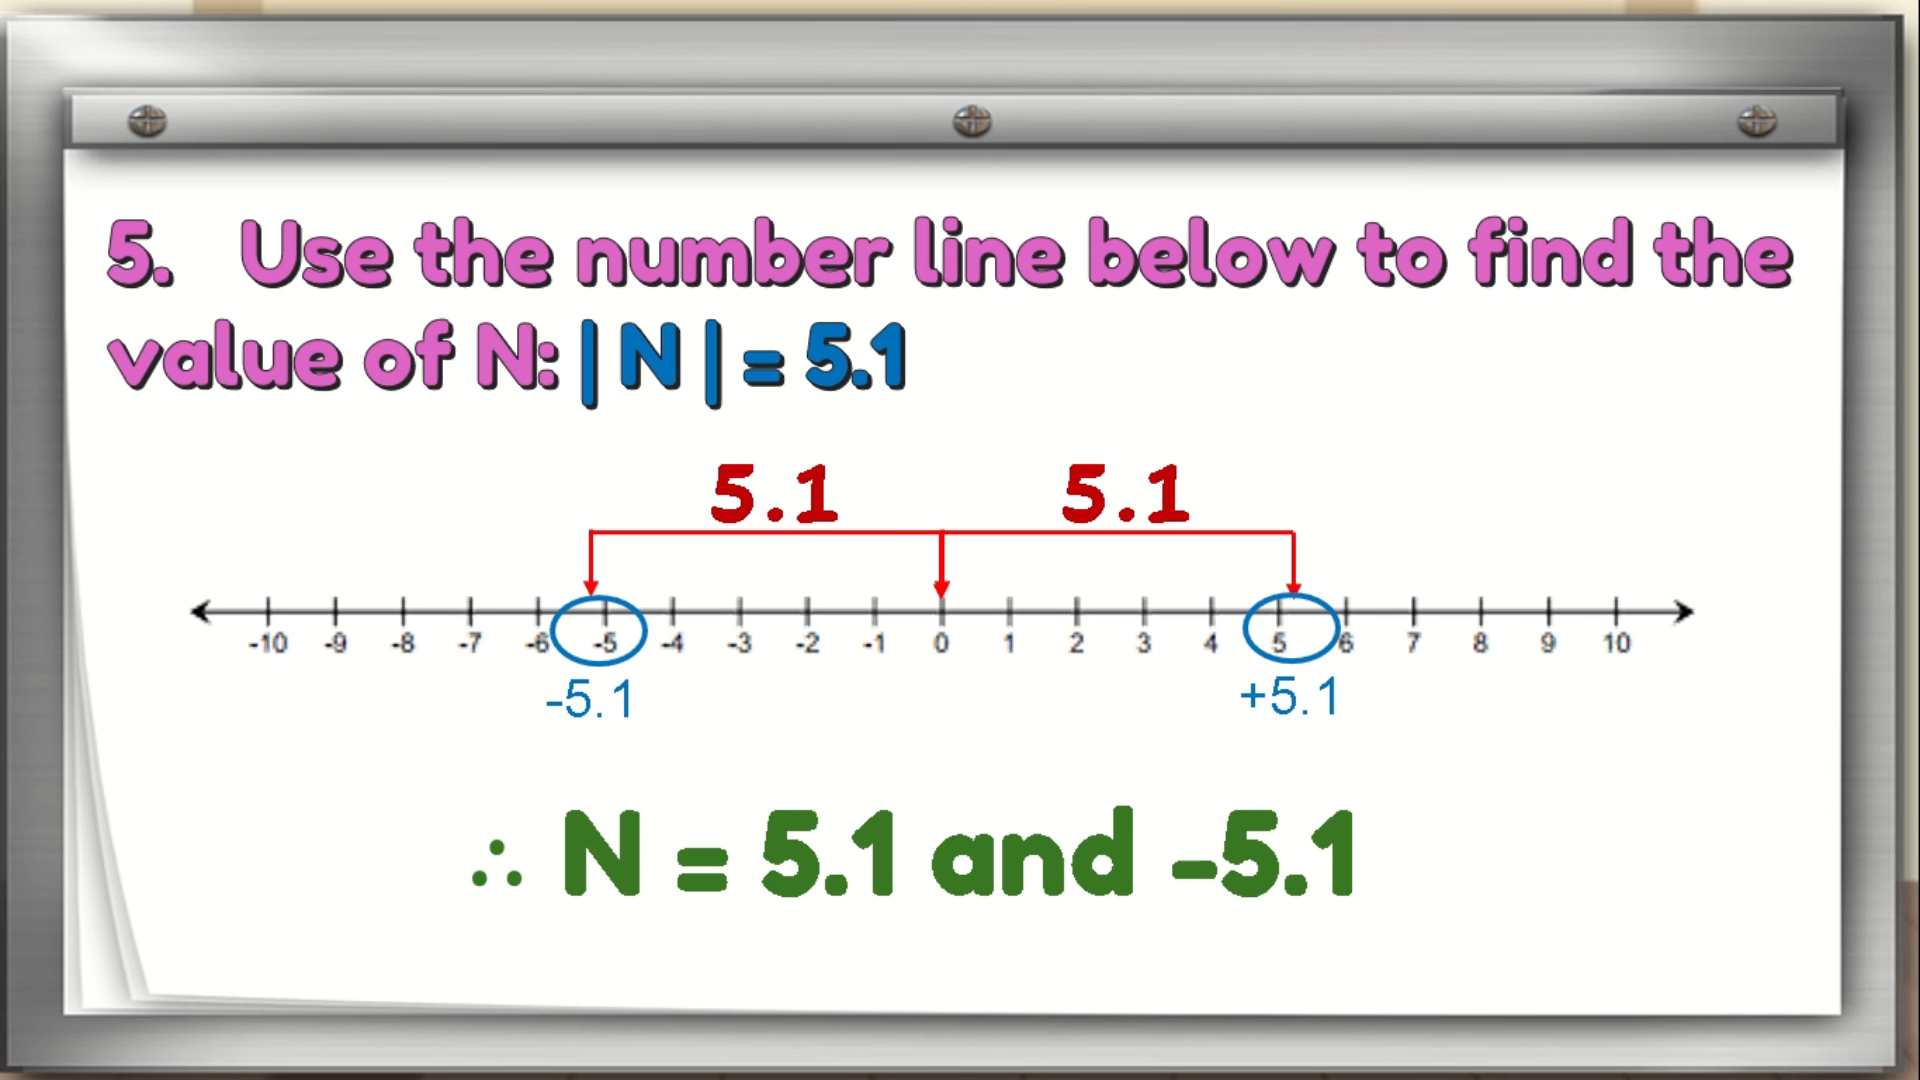 5. Use the number line below to find the
value of N: | N | = 5.1
5.1 5.1
-10 -9 -8 -7 -6 -5 -4 -3 -2 -1 0 1 2 3 4 5 6 7 8 9 10
-5.1 +5.1
∴ N = 5.1 and -5.1